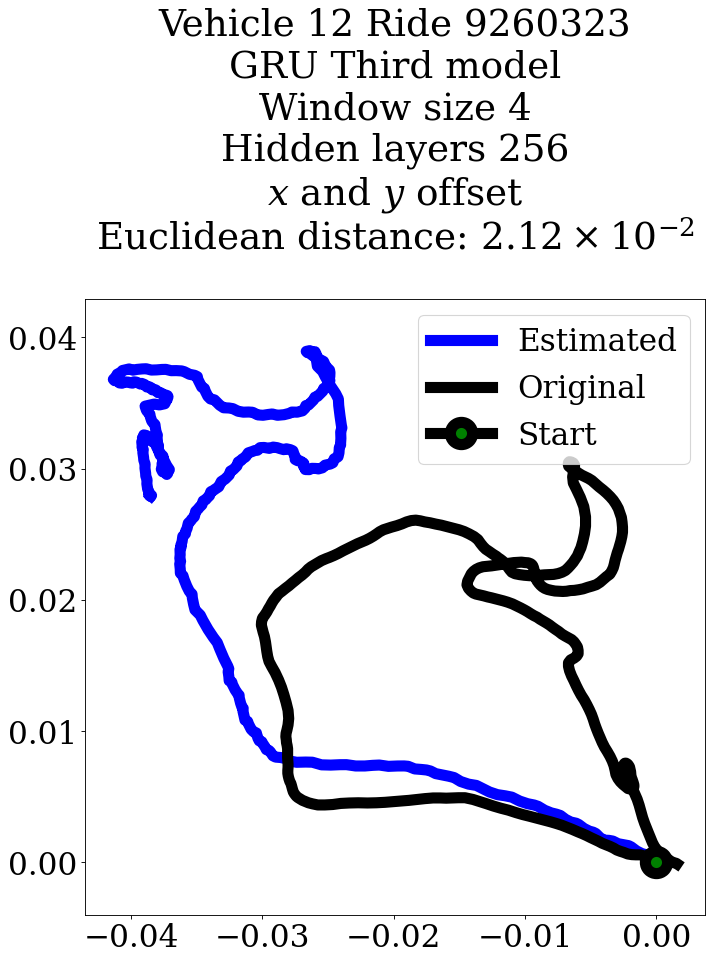 Vehicle 12 Ride 9260323
GRU Third model
Window size 4
Hidden layers 256
x and y offset
Euclidean distance: 2.12 × 10⁻²
Estimated
Original
Start
0.04
0.03
0.02
0.01
0.00
−0.04 −0.03 −0.02 −0.01 0.00